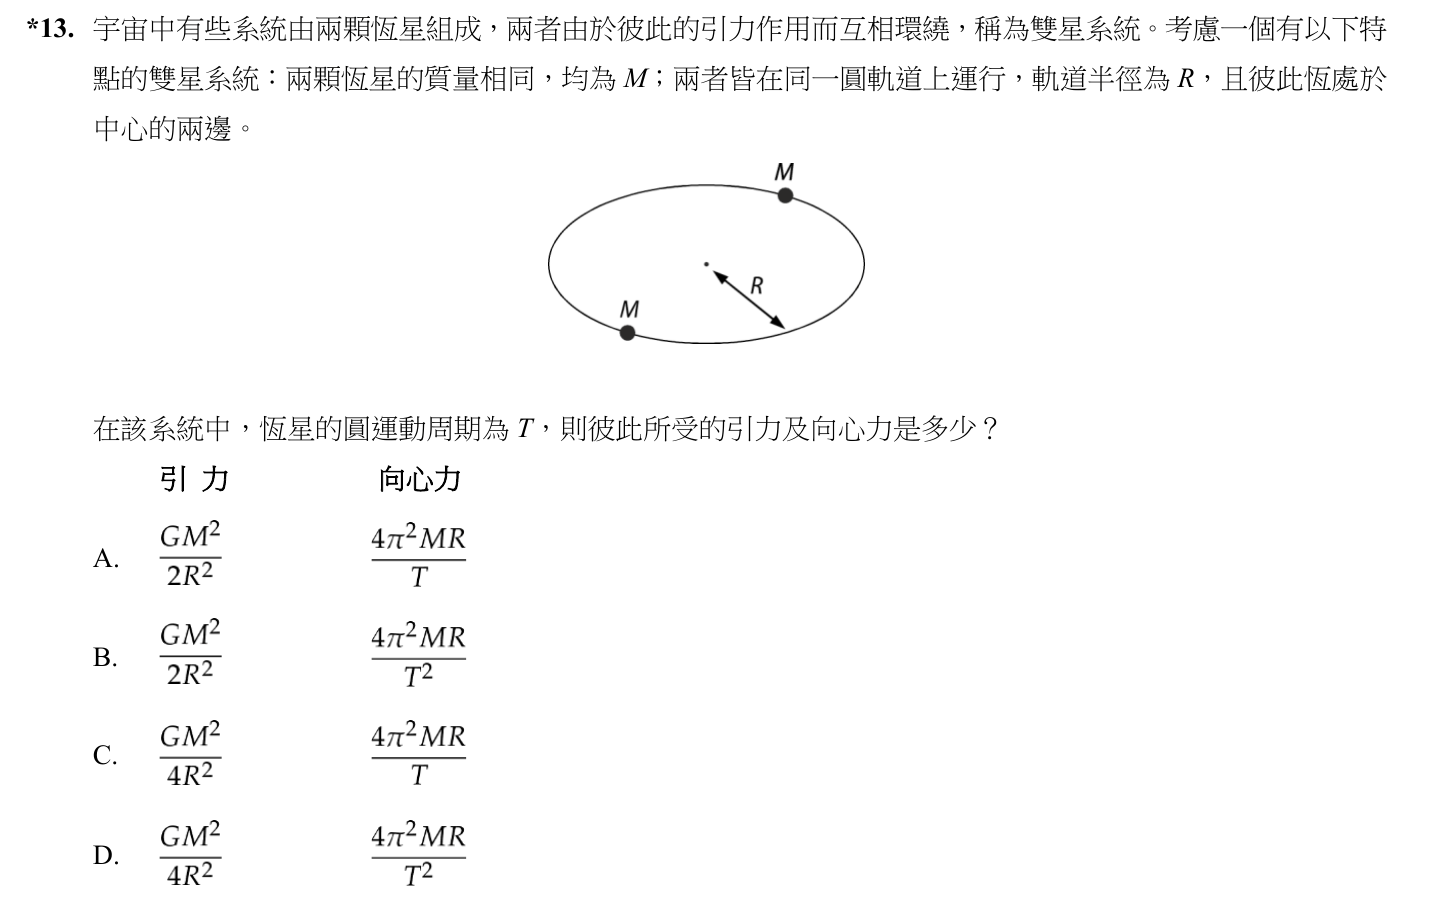 *13. 宇宙中有些系統由兩顆恆星組成，兩者由於彼此的引力作用而互相環繞，稱為雙星系統。考慮一個有以下特
點的雙星系統：兩顆恆星的質量相同，均為 M；兩者皆在同一圓軌道上運行，軌道半徑為 R，且彼此恆處於
中心的兩邊。
M
R
M
在該系統中，恆星的圓運動周期為 T，則彼此所受的引力及向心力是多少？
引 力 向心力
A. GM²/2R² 4π²MR/T
B. GM²/2R² 4π²MR/T²
C. GM²/4R² 4π²MR/T
D. GM²/4R² 4π²MR/T²